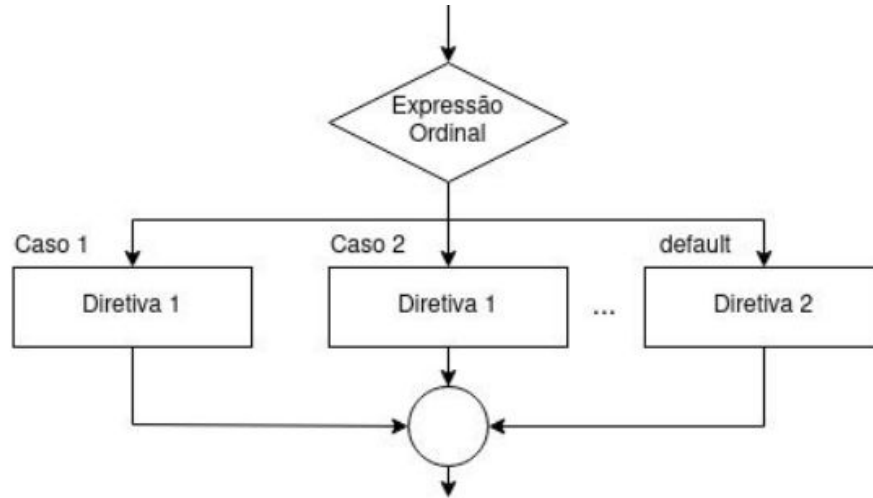 Expressão
Ordinal
Caso 1
Caso 2
default
Diretiva 1
Diretiva 1
...
Diretiva 2